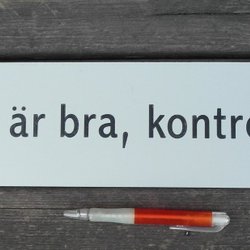 är bra, kontro